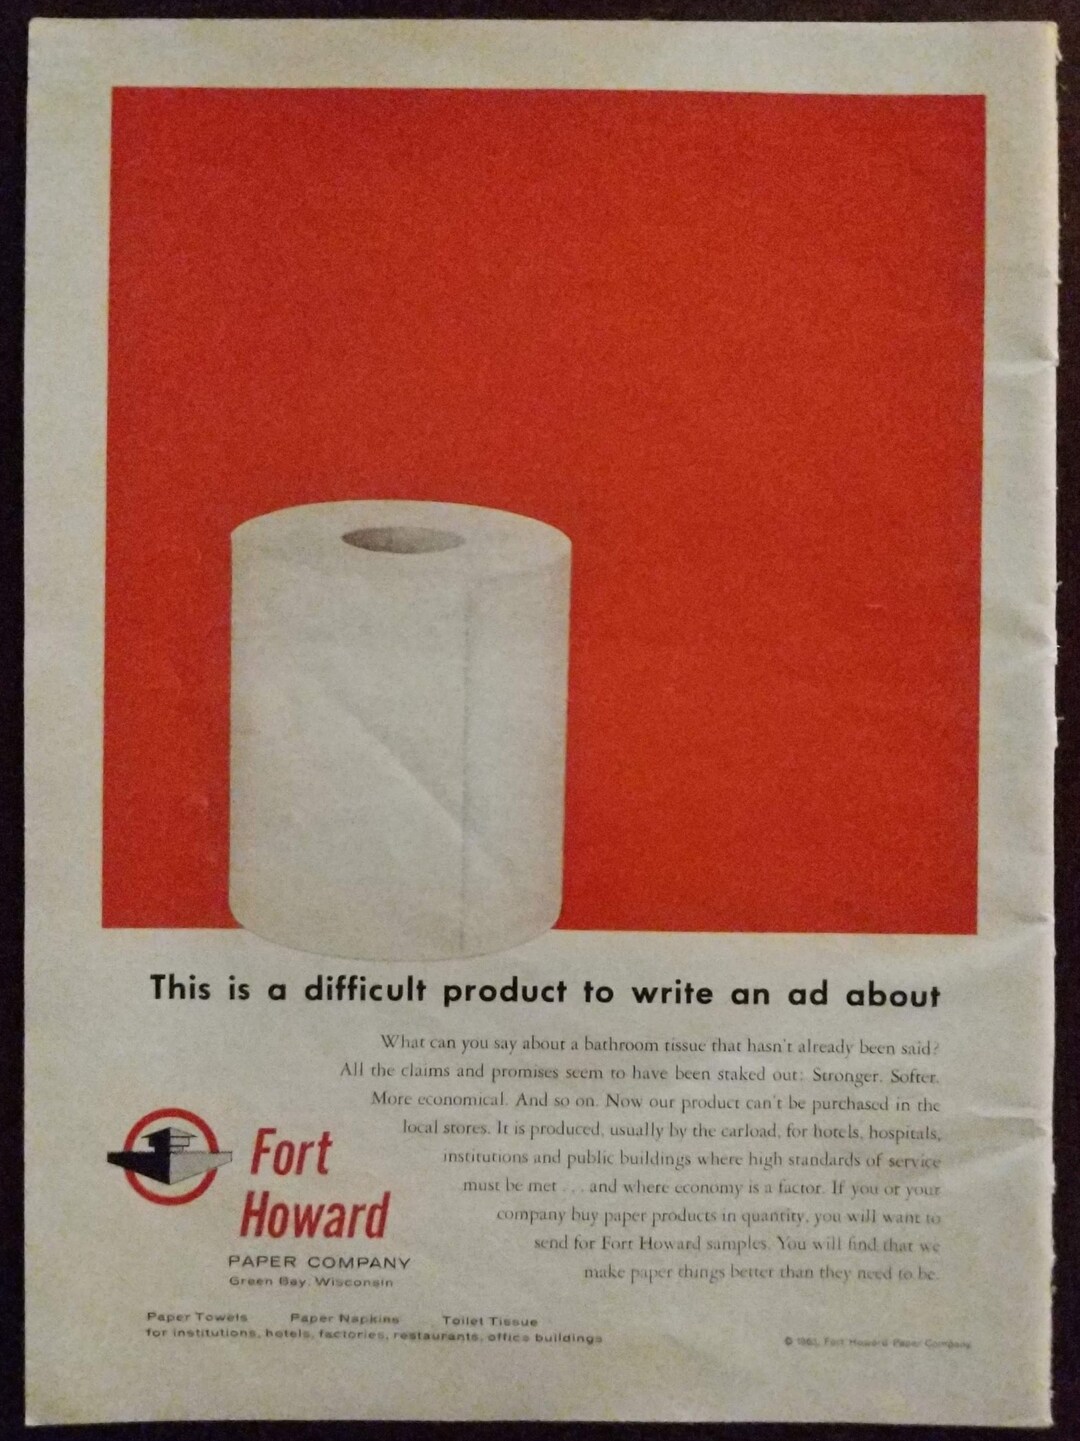 This is a difficult product to write an ad about
What can you say about a bathroom tissue that hasn't already been said?
All the claims and promises seem to have been staked out: Stronger. Softer.
More economical. And so on. Now our product can't be purchased in the
local stores. It is produced, usually by the carload, for hotels, hospitals,
institutions and public buildings where high standards of service
must be met . . . and where economy is a factor. If you or your
company buy paper products in quantity, you will want to
send for Fort Howard samples. You will find that we
make paper things better than they need to be.
Fort
Howard
PAPER COMPANY
Green Bay, Wisconsin
Paper Towels Paper Napkins Toilet Tissue
for institutions, hotels, factories, restaurants, office buildings
© Fort Howard Paper Company